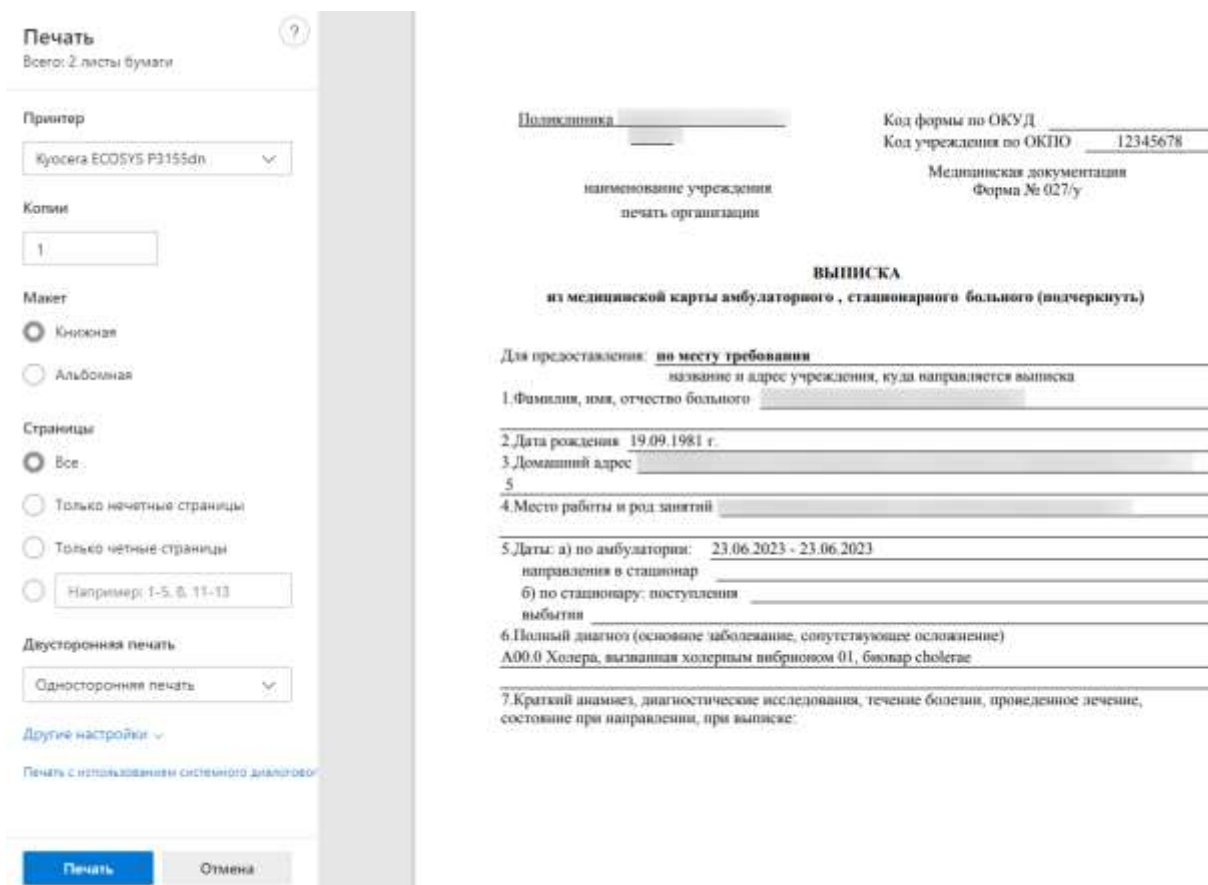 Печать
?
Всего: 2 листы бумаги
Принтер
Kyocera ECOSYS P3155dn
Копии
1
Макет
Книжная
Альбомная
Страницы
Все
Только нечетные страницы
Только четные страницы
Например: 1-5, 8, 11-13
Двусторонняя печать
Односторонняя печать
Другие настройки
Печать с использованием системного диалогово
Печать
Отмена
Поликлиника
Код формы по ОКУД
Код учреждения по ОКПО 12345678
Медицинская документация
Форма № 027/у
наименование учреждения
печать организации
ВЫПИСКА
из медицинской карты амбулаторного , стационарного больного (подчеркнуть)
Для предоставления: по месту требования
название и адрес учреждения, куда направляется выписка
1.Фамилия, имя, отчество больного
2.Дата рождения 19.09.1981 г.
3.Домашний адрес
5
4.Место работы и род занятий
5.Даты: а) по амбулатории: 23.06.2023 - 23.06.2023
направления в стационар
б) по стационару: поступления
выбытия
6.Полный диагноз (основное заболевание, сопутствующее осложнение)
A00.0 Холера, вызванная холерным вибрионом 01, биовар cholerae
7.Краткий анамнез, диагностические исследования, течение болезни, проведенное лечение,
состояние при направлении, при выписке: